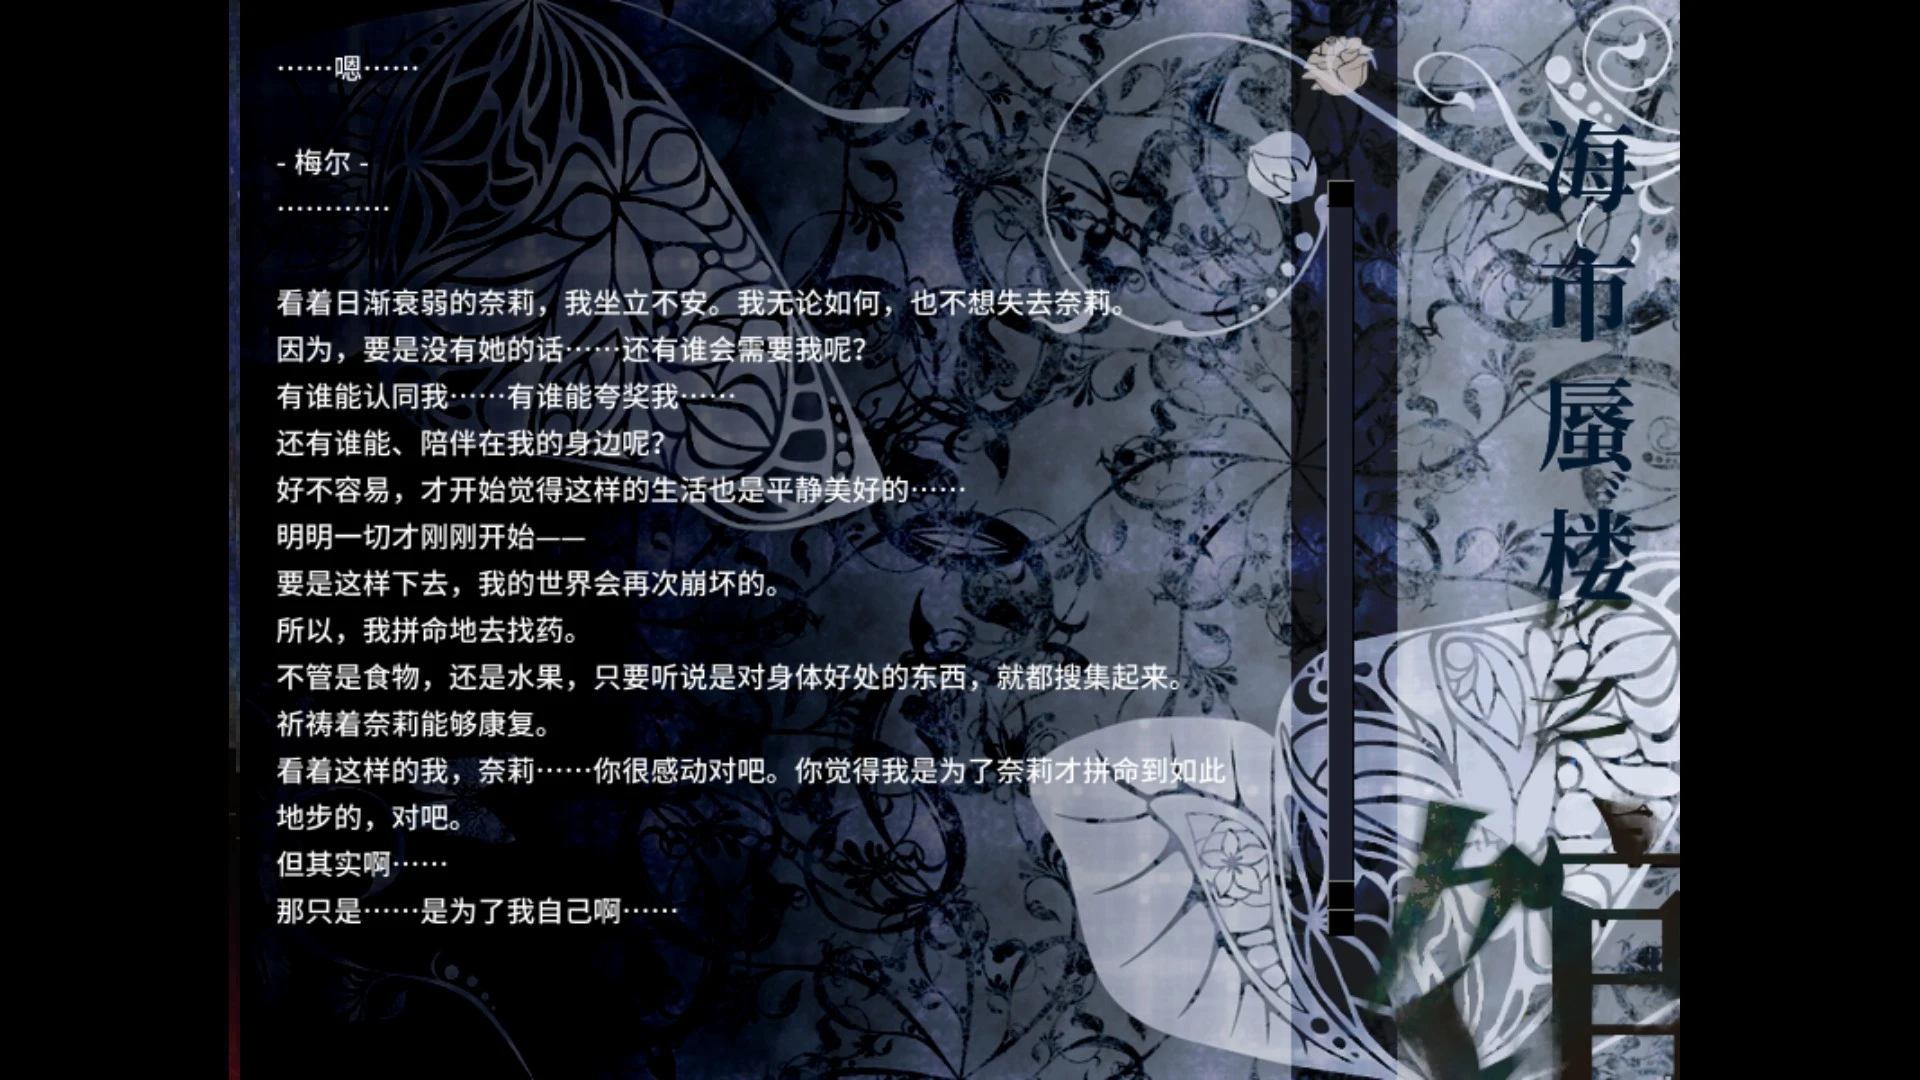 ……嗯……
- 梅尔 -
…………
看着日渐衰弱的奈莉，我坐立不安。我无论如何，也不想失去奈莉。
因为，要是没有她的话……还有谁会需要我呢？
有谁能认同我……有谁能夸奖我……
还有谁能、陪伴在我的身边呢？
好不容易，才开始觉得这样的生活也是平静美好的……
明明一切才刚刚开始——
要是这样下去，我的世界会再次崩坏的。
所以，我拼命地去找药。
不管是食物，还是水果，只要听说是对身体好处的东西，就都搜集起来。
祈祷着奈莉能够康复。
看着这样的我，奈莉……你很感动对吧。你觉得我是为了奈莉才拼命到如此
地步的，对吧。
但其实啊……
那只是……是为了我自己啊……
海市蜃楼之馆